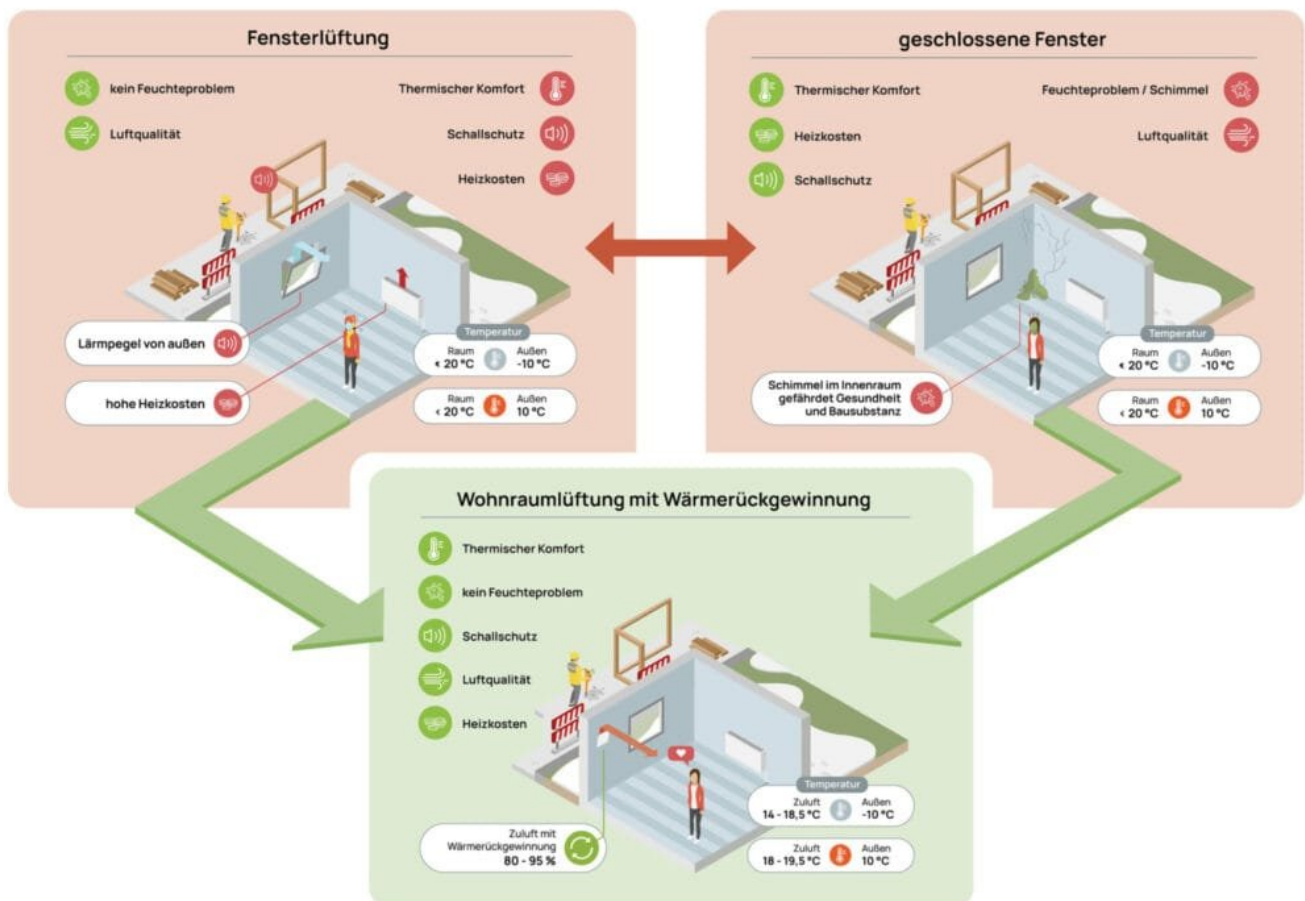 Fensterlüftung
kein Feuchteproblem
Luftqualität
Thermischer Komfort
Schallschutz
Heizkosten
Lärmpegel von außen
hohe Heizkosten
Temperatur
Raum Außen
< 20 °C -10 °C
Raum Außen
< 20 °C 10 °C
geschlossene Fenster
Thermischer Komfort
Heizkosten
Schallschutz
Feuchteproblem / Schimmel
Luftqualität
Schimmel im Innenraum
gefährdet Gesundheit
und Bausubstanz
Temperatur
Raum Außen
< 20 °C -10 °C
Raum Außen
< 20 °C 10 °C
Wohnraumlüftung mit Wärmerückgewinnung
Thermischer Komfort
kein Feuchteproblem
Schallschutz
Luftqualität
Heizkosten
Zuluft mit
Wärmerückgewinnung
80 - 95 %
Temperatur
Zuluft Außen
14 - 18,5 °C -10 °C
Zuluft Außen
18 - 19,5 °C 10 °C